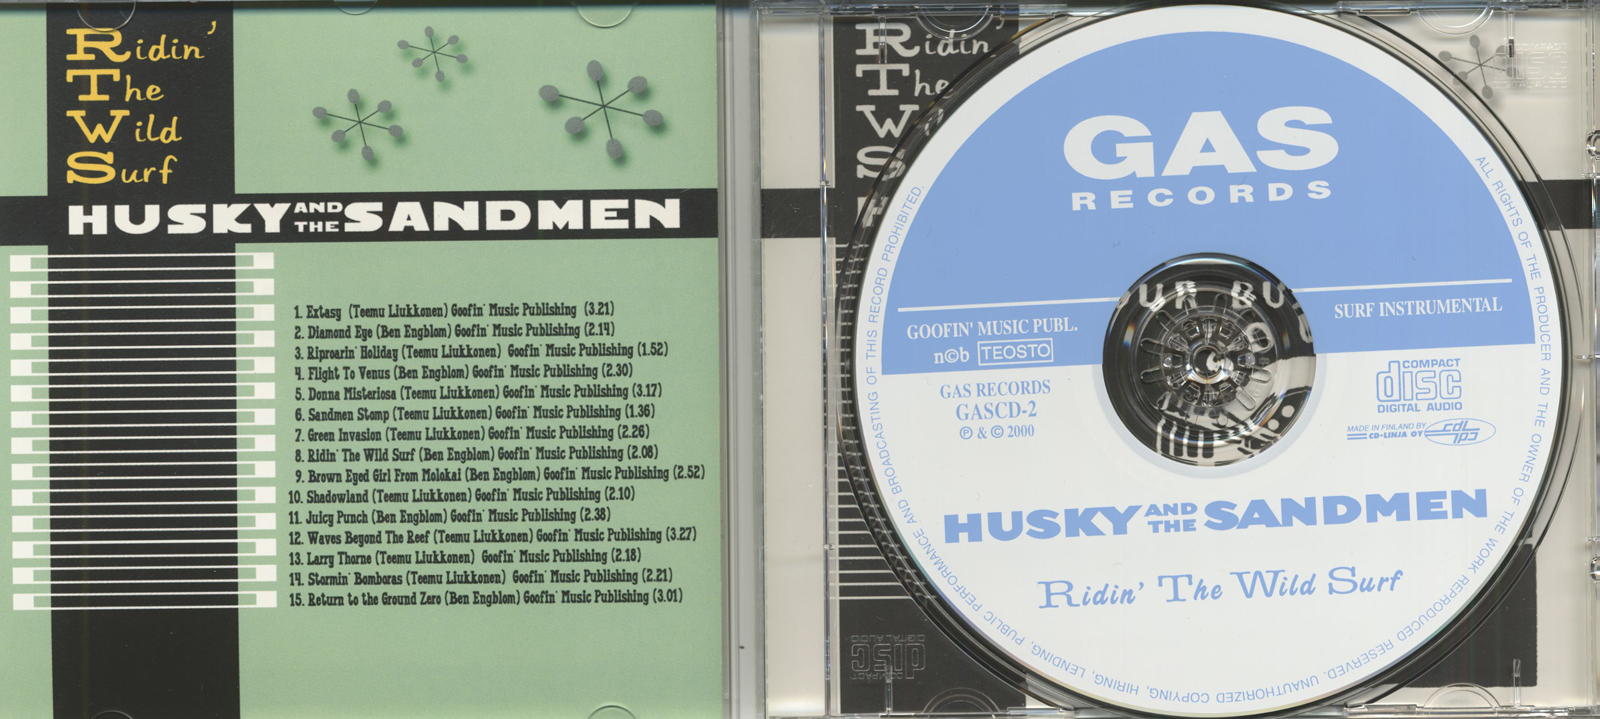 Ridin'
The
Wild
Surf
HUSKY AND THE SANDMEN
1. Extasy (Teemu Liukkonen) Goofin' Music Publishing (3.21)
2. Diamond Eye (Ben Engblom) Goofin' Music Publishing (2.14)
3. Riproarin' Holiday (Teemu Liukkonen) Goofin' Music Publishing (1.52)
4. Flight To Venus (Ben Engblom) Goofin' Music Publishing (2.30)
5. Donna Misteriosa (Teemu Liukkonen) Goofin' Music Publishing (3.17)
6. Sandmen Stomp (Teemu Liukkonen) Goofin' Music Publishing (1.36)
7. Green Invasion (Teemu Liukkonen) Goofin' Music Publishing (2.26)
8. Ridin' The Wild Surf (Ben Engblom) Goofin' Music Publishing (2.08)
9. Brown Eyed Girl From Molokai (Ben Engblom) Goofin' Music Publishing (2.52)
10. Shadowland (Teemu Liukkonen) Goofin' Music Publishing (2.10)
11. Juicy Punch (Ben Engblom) Goofin' Music Publishing (2.38)
12. Waves Beyond The Reef (Teemu Liukkonen) Goofin' Music Publishing (3.27)
13. Larry Thorne (Teemu Liukkonen) Goofin' Music Publishing (2.18)
14. Stormin' Bomboras (Teemu Liukkonen) Goofin' Music Publishing (2.21)
15. Return to the Ground Zero (Ben Engblom) Goofin' Music Publishing (3.01)
Ridin'
The
W
S
GAS
RECORDS
GOOFIN' MUSIC PUBL.
n©b TEOSTO
SURF INSTRUMENTAL
GAS RECORDS
GASCD-2
℗ & © 2000
COMPACT
disc
DIGITAL AUDIO
MADE IN FINLAND BY
CD-LINJA OY
HUSKY AND THE SANDMEN
Ridin' The Wild Surf
ALL RIGHTS OF THE PRODUCER AND THE OWNER OF THE WORK REPRODUCED RESERVED. UNAUTHORIZED COPYING, HIRING, LENDING, PUBLIC PERFORMANCE AND BROADCASTING OF THIS RECORD PROHIBITED.
COMPACT
disc
DIGITAL AUDIO